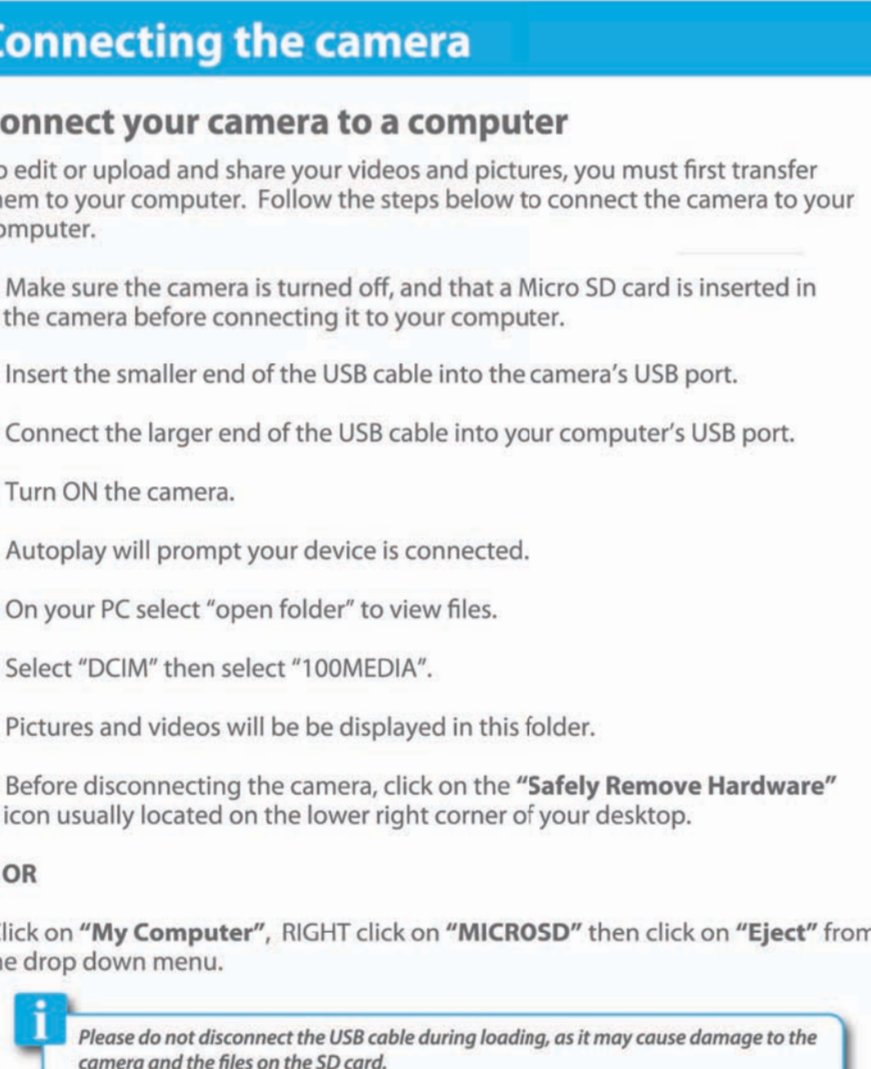 onnecting the camera
onnect your camera to a computer
o edit or upload and share your videos and pictures, you must first transfer
em to your computer. Follow the steps below to connect the camera to your
omputer.
Make sure the camera is turned off, and that a Micro SD card is inserted in
the camera before connecting it to your computer.
Insert the smaller end of the USB cable into the camera's USB port.
Connect the larger end of the USB cable into your computer's USB port.
Turn ON the camera.
Autoplay will prompt your device is connected.
On your PC select "open folder" to view files.
Select "DCIM" then select "100MEDIA".
Pictures and videos will be be displayed in this folder.
Before disconnecting the camera, click on the "Safely Remove Hardware"
icon usually located on the lower right corner of your desktop.
OR
lick on "My Computer", RIGHT click on "MICROSD" then click on "Eject" from
e drop down menu.
i
Please do not disconnect the USB cable during loading, as it may cause damage to the
camera and the files on the SD card.